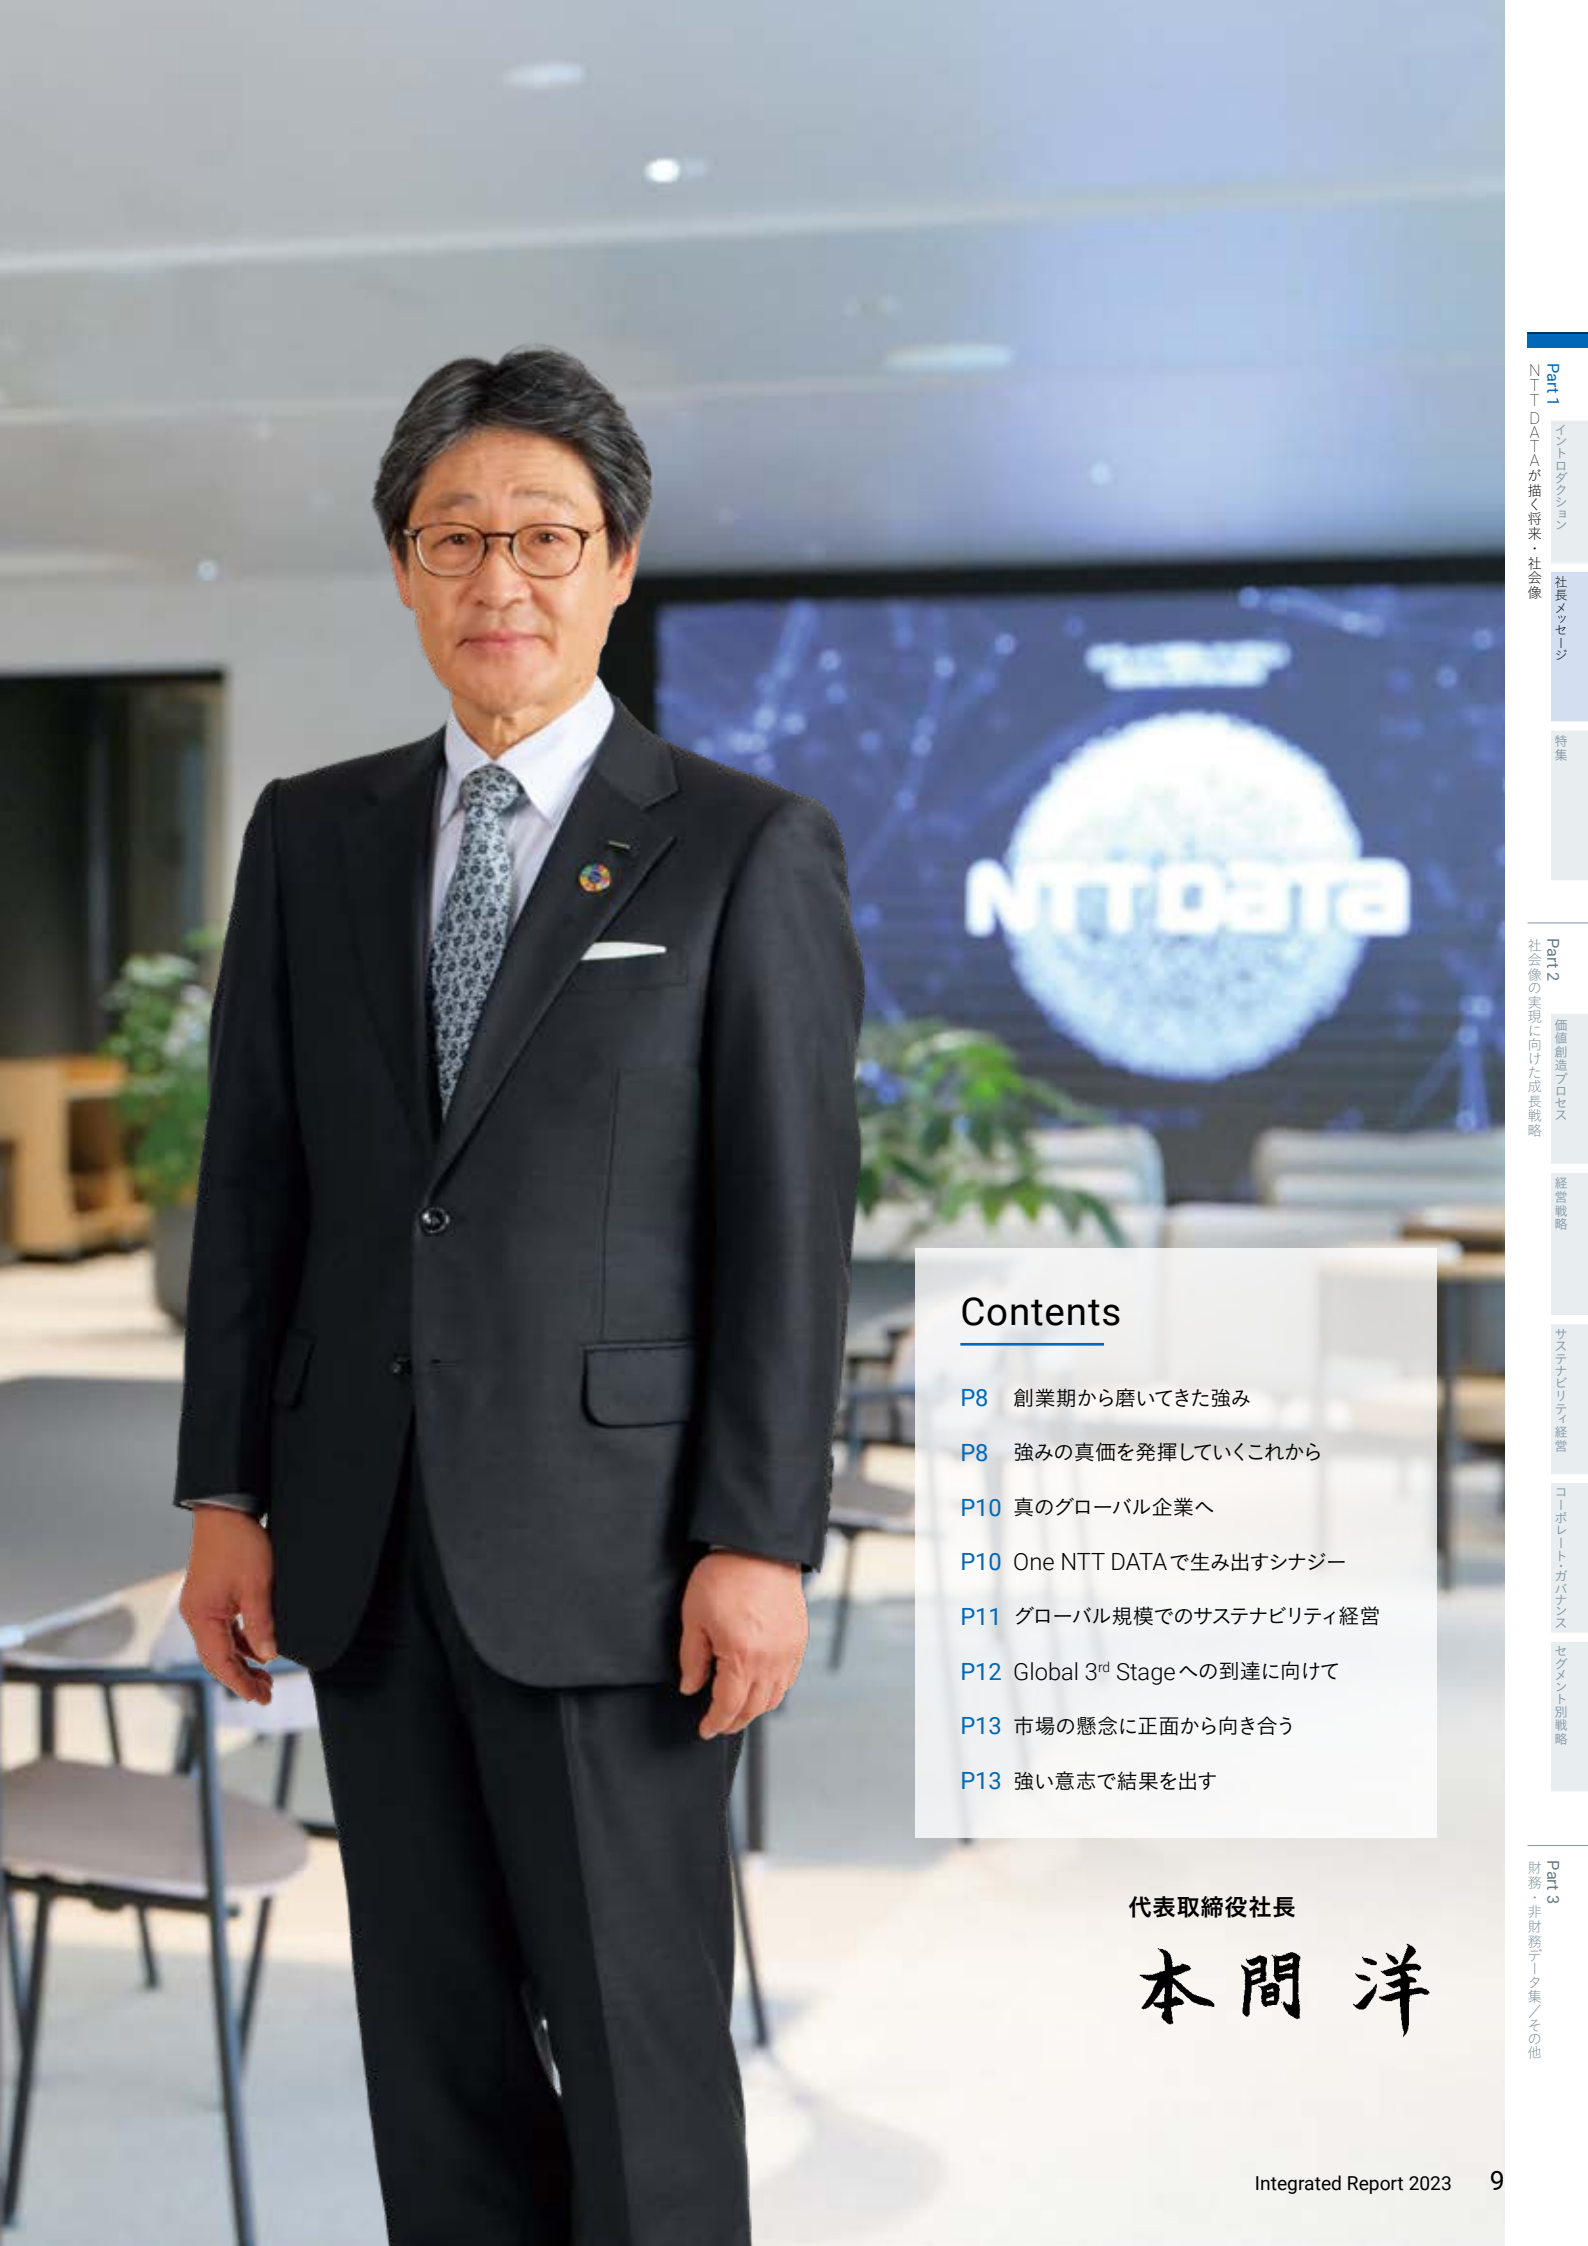 NTT DATA
Contents
P8 創業期から磨いてきた強み
P8 強みの真価を発揮していくこれから
P10 真のグローバル企業へ
P10 One NTT DATAで生み出すシナジー
P11 グローバル規模でのサステナビリティ経営
P12 Global 3rd Stageへの到達に向けて
P13 市場の懸念に正面から向き合う
P13 強い意志で結果を出す
代表取締役社長
本間 洋
Integrated Report 2023 9
Part 1
NTT DATAが描く将来・社会像
イントロダクション
社長メッセージ
特集
Part 2
社会像の実現に向けた成長戦略
価値創造プロセス
経営戦略
サステナビリティ経営
コーポレート・ガバナンス
セグメント別戦略
Part 3
財務・非財務データ集／その他